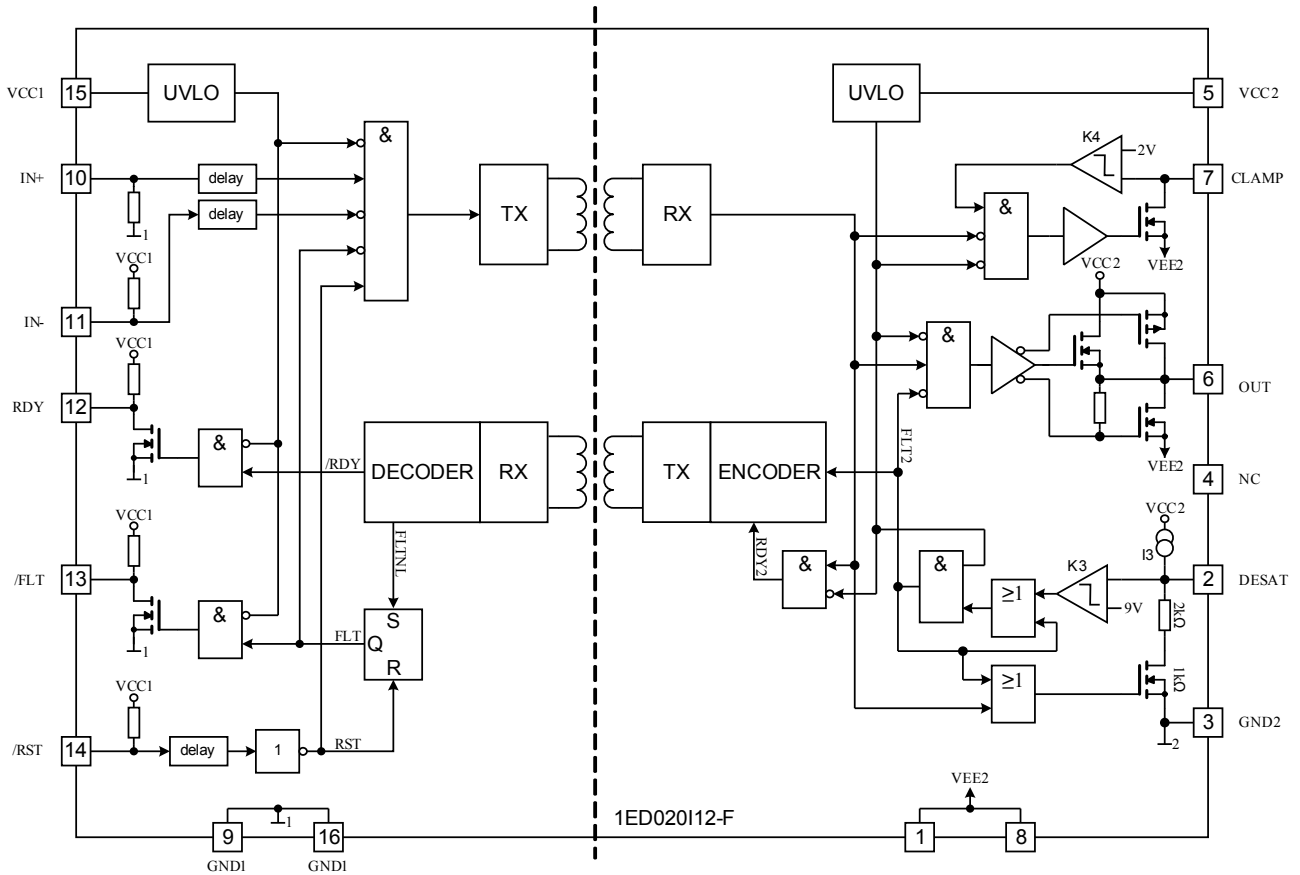 VCC1
15
UVLO
UVLO
5
VCC2
&
K4
2V
IN+
10
delay
7
CLAMP
delay
TX
RX
&
1
VCC1
VEE2
VCC2
IN-
11
VCC1
&
RDY
12
6
OUT
&
/RDY
DECODER
RX
TX
ENCODER
FLT2
VEE2
1
4
NC
VCC1
FLTNL
RDY2
VCC2
I3
/FLT
13
&
&
K3
2
DESAT
≥1
9V
2kΩ
&
S
FLT
Q
1
R
≥1
1kΩ
VCC1
3
GND2
/RST
14
delay
1
RST
2
VEE2
1
1ED020I12-F
9
16
1
8
GND1
GND1